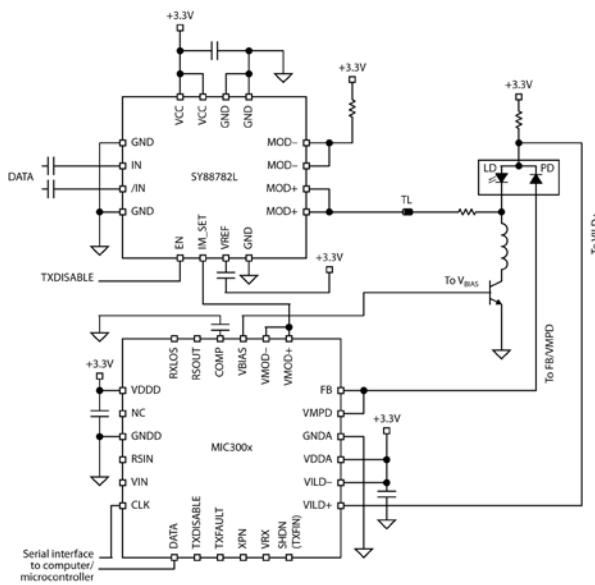 +3.3V
+3.3V
+3.3V
VCC
VCC
GND
GND
GND
IN
/IN
GND
DATA
SY88782L
MOD–
MOD–
MOD+
MOD+
EN
IM_SET
VREF
GND
TL
LD
PD
TXDISABLE
+3.3V
To VBIAS
To VILD+
To FB/VMPD
+3.3V
RXLOS
RSOUT
COMP
VBIAS
VMOD–
VMOD+
VDDD
NC
GNDD
RSIN
VIN
CLK
MIC300x
FB
VMPD
GNDA
VDDA
VILD–
VILD+
+3.3V
DATA
TXDISABLE
TXFAULT
XPN
VRX
SHDN
(TXFIN)
Serial interface
to computer/
microcontroller